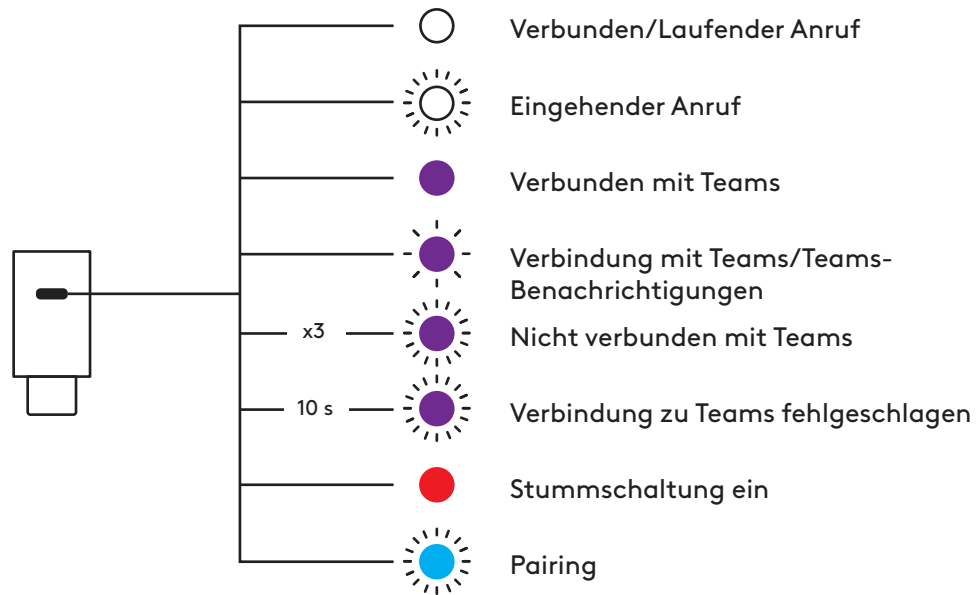 Verbunden/Laufender Anruf
Eingehender Anruf
Verbunden mit Teams
Verbindung mit Teams/Teams-
Benachrichtigungen
x3
Nicht verbunden mit Teams
10 s
Verbindung zu Teams fehlgeschlagen
Stummschaltung ein
Pairing